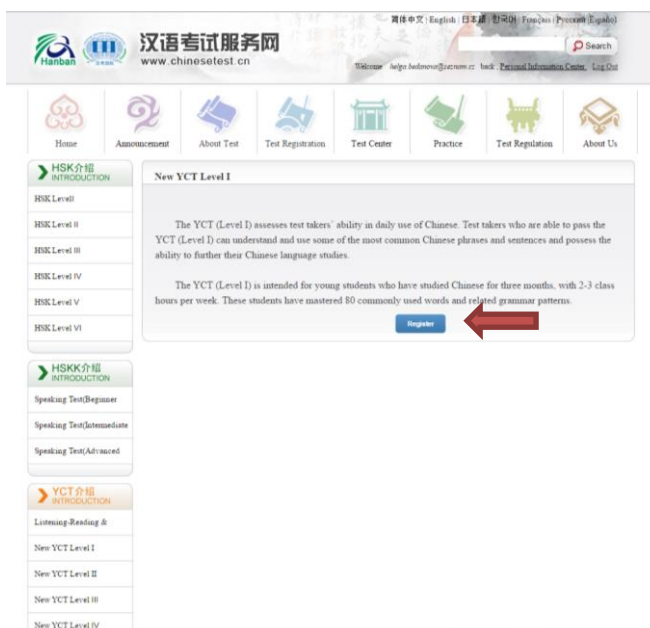 简体中文 | English | 日本語 | 한국어 | Français | Русский | Español
Hanban
汉语考试服务网
www.chinesetest.cn
Search
Welcome back . Personal Information Center Log Out
Home
Announcement
About Test
Test Registration
Test Center
Practice
Test Regulation
About Us
HSK介绍
INTRODUCTION
HSK LevelI
HSK Level II
HSK Level III
HSK Level IV
HSK Level V
HSK Level VI
HSKK介绍
INTRODUCTION
Speaking Test(Beginner
Speaking Test(Intermediate
Speaking Test(Advanced
YCT介绍
INTRODUCTION
Listening-Reading &
New YCT Level I
New YCT Level II
New YCT Level III
New YCT Level IV
New YCT Level I
The YCT (Level I) assesses test takers´ ability in daily use of Chinese. Test takers who are able to pass the
YCT (Level I) can understand and use some of the most common Chinese phrases and sentences and possess the
ability to further their Chinese language studies.
The YCT (Level I) is intended for young students who have studied Chinese for three months, with 2-3 class
hours per week. These students have mastered 80 commonly used words and related grammar patterns.
Register